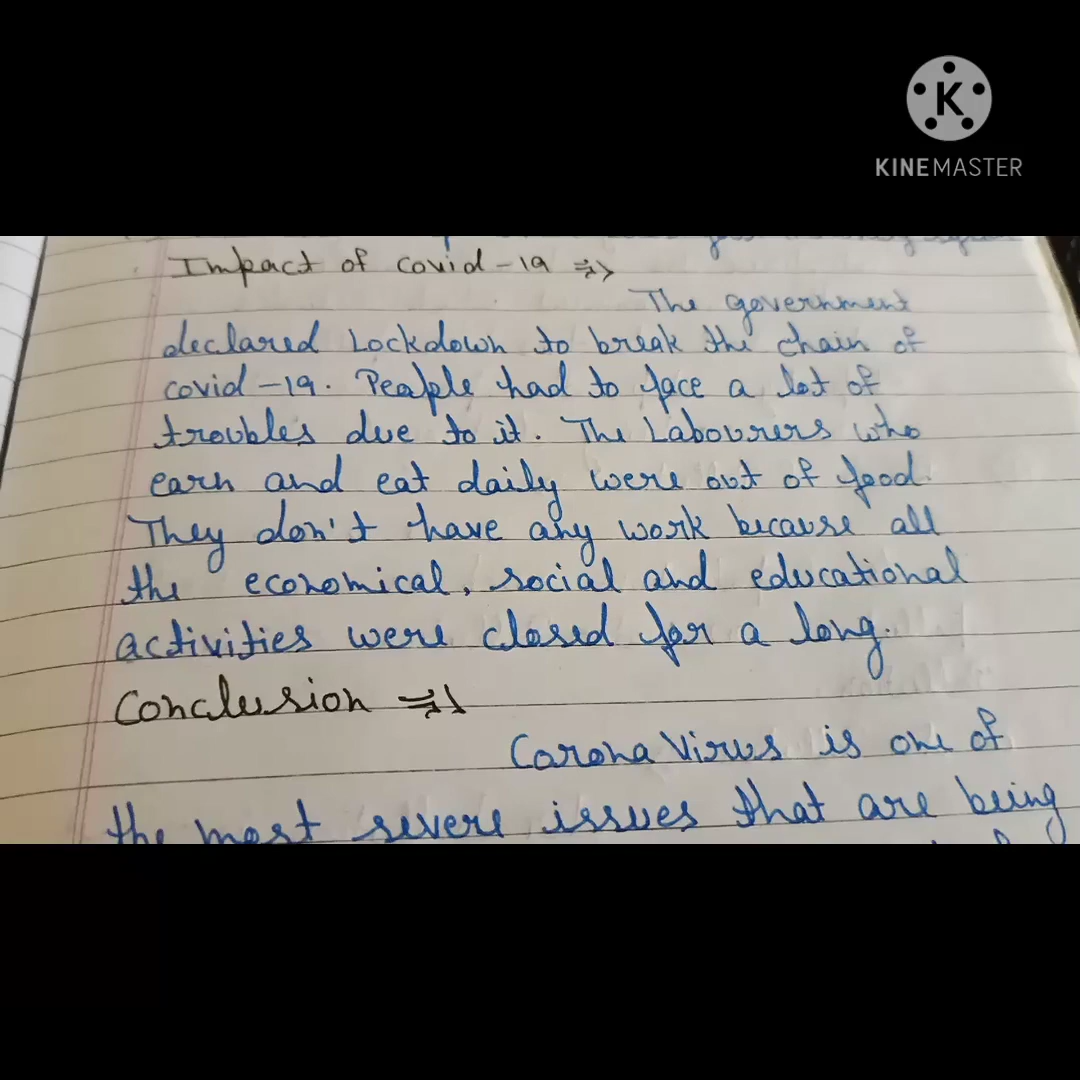 K
KINEMASTER
Impact of covid-19 ⇒
The government
declared Lockdown to break the chain of
covid-19. Peaple had to face a lot of
troubles due to it. The Labourers who
earn and eat daily were out of food.
They don't have any work because all
the economical, social and educational
activities were closed for a long.
Conclusion ⇒
Corona Virus is one of
the most severe issues that are being